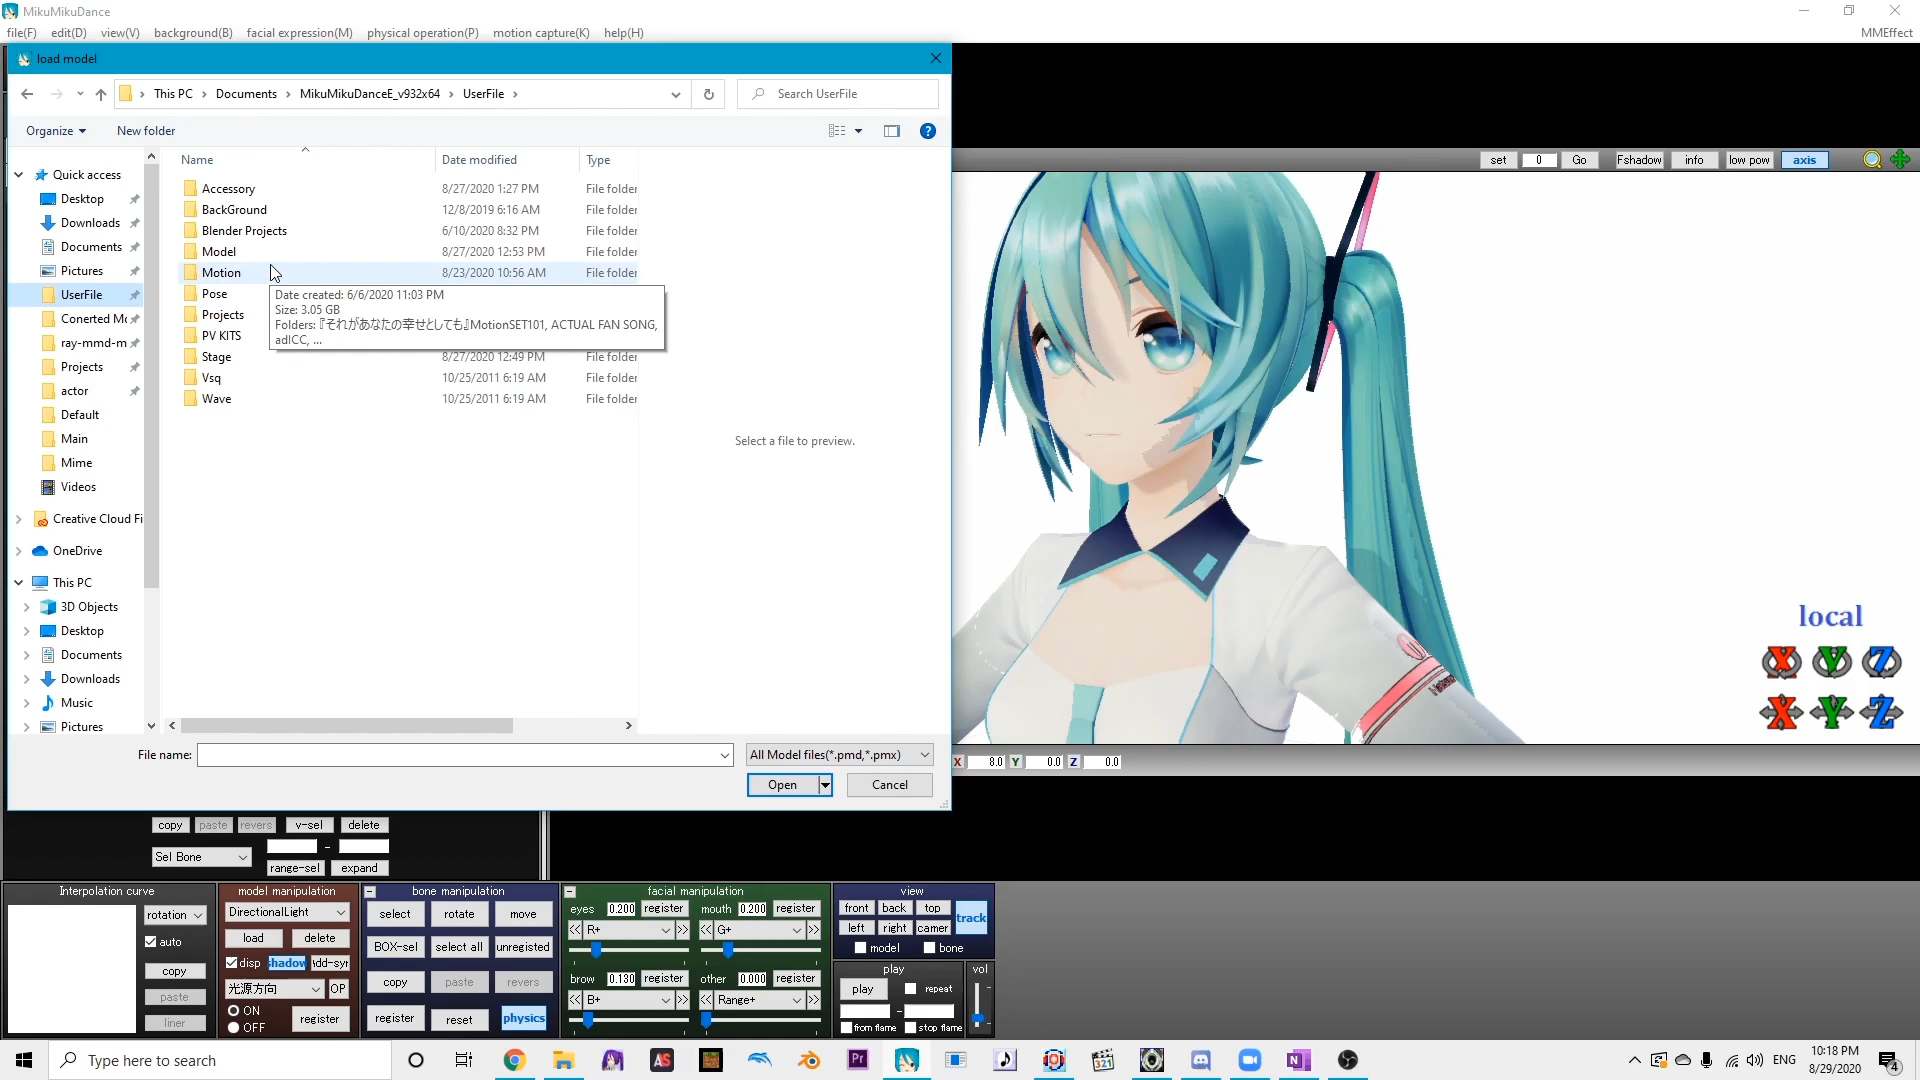 MikuMikuDance
file(F) edit(D) view(V) background(B) facial expression(M) physical operation(P) motion capture(K) help(H) MMEffect
load model
This PC > Documents > MikuMikuDanceE_v932x64 > UserFile >
Search UserFile
Organize New folder
Name Date modified Type
Quick access
Desktop
Downloads
Documents
Pictures
UserFile
Conerted Mo
ray-mmd-m
Projects
actor
Default
Main
Mime
Videos
Creative Cloud Fi
OneDrive
This PC
3D Objects
Desktop
Documents
Downloads
Music
Pictures
Accessory 8/27/2020 1:27 PM File folder
BackGround 12/8/2019 6:16 AM File folder
Blender Projects 6/10/2020 8:32 PM File folder
Model 8/27/2020 12:53 PM File folder
Motion 8/23/2020 10:56 AM File folder
Pose
Projects
PV KITS
Stage 8/27/2020 12:49 PM File folder
Vsq 10/25/2011 6:19 AM File folder
Wave 10/25/2011 6:19 AM File folder
Date created: 6/6/2020 11:03 PM
Size: 3.05 GB
Folders: 『それがあなたの幸せとしても』MotionSET101, ACTUAL FAN SONG,
adICC, ...
Select a file to preview.
File name: All Model files(*.pmd,*.pmx)
Open Cancel
set 0 Go Fshadow info low pow axis
local
X Y Z
X Y Z
X 8.0 Y 0.0 Z 0.0
copy paste revers v-sel delete
Sel Bone -
range-sel expand
Interpolation curve
rotation
auto
copy
paste
liner
model manipulation
DirectionalLight
load delete
disp shadow
光源方向 OP
ON
OFF
register
bone manipulation
select rotate move
BOX-sel select all unregisted
copy paste revers
register reset physics
facial manipulation
eyes 0.200 register mouth 0.200 register
<< R+ >> << G+ >>
brow 0.130 register other 0.000 register
<< B+ >> << Range+ >>
view
front back top track
left right camer
model bone
play vol
play repeat
-
from flame stop flame
Type here to search
AS
Pr
321
N
ENG
10:18 PM
8/29/2020
4